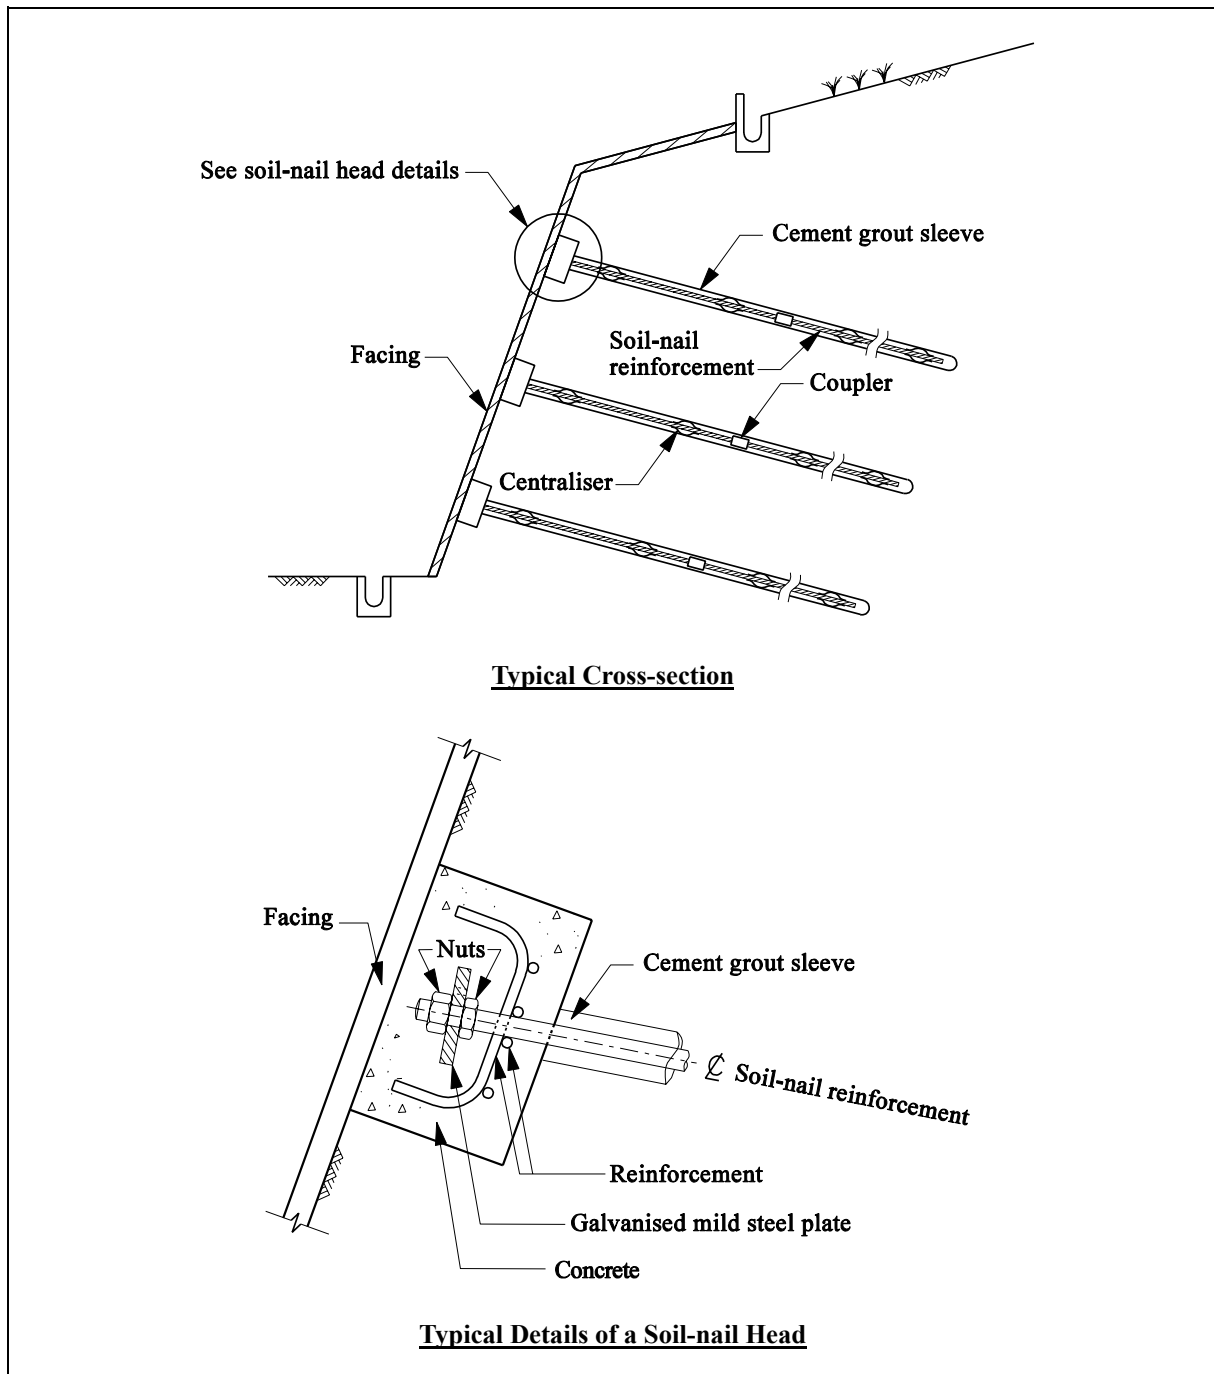 See soil-nail head details
Cement grout sleeve
Soil-nail
reinforcement
Facing
Coupler
Centraliser
Typical Cross-section
Facing
Nuts
Cement grout sleeve
℄ Soil-nail reinforcement
Reinforcement
Galvanised mild steel plate
Concrete
Typical Details of a Soil-nail Head